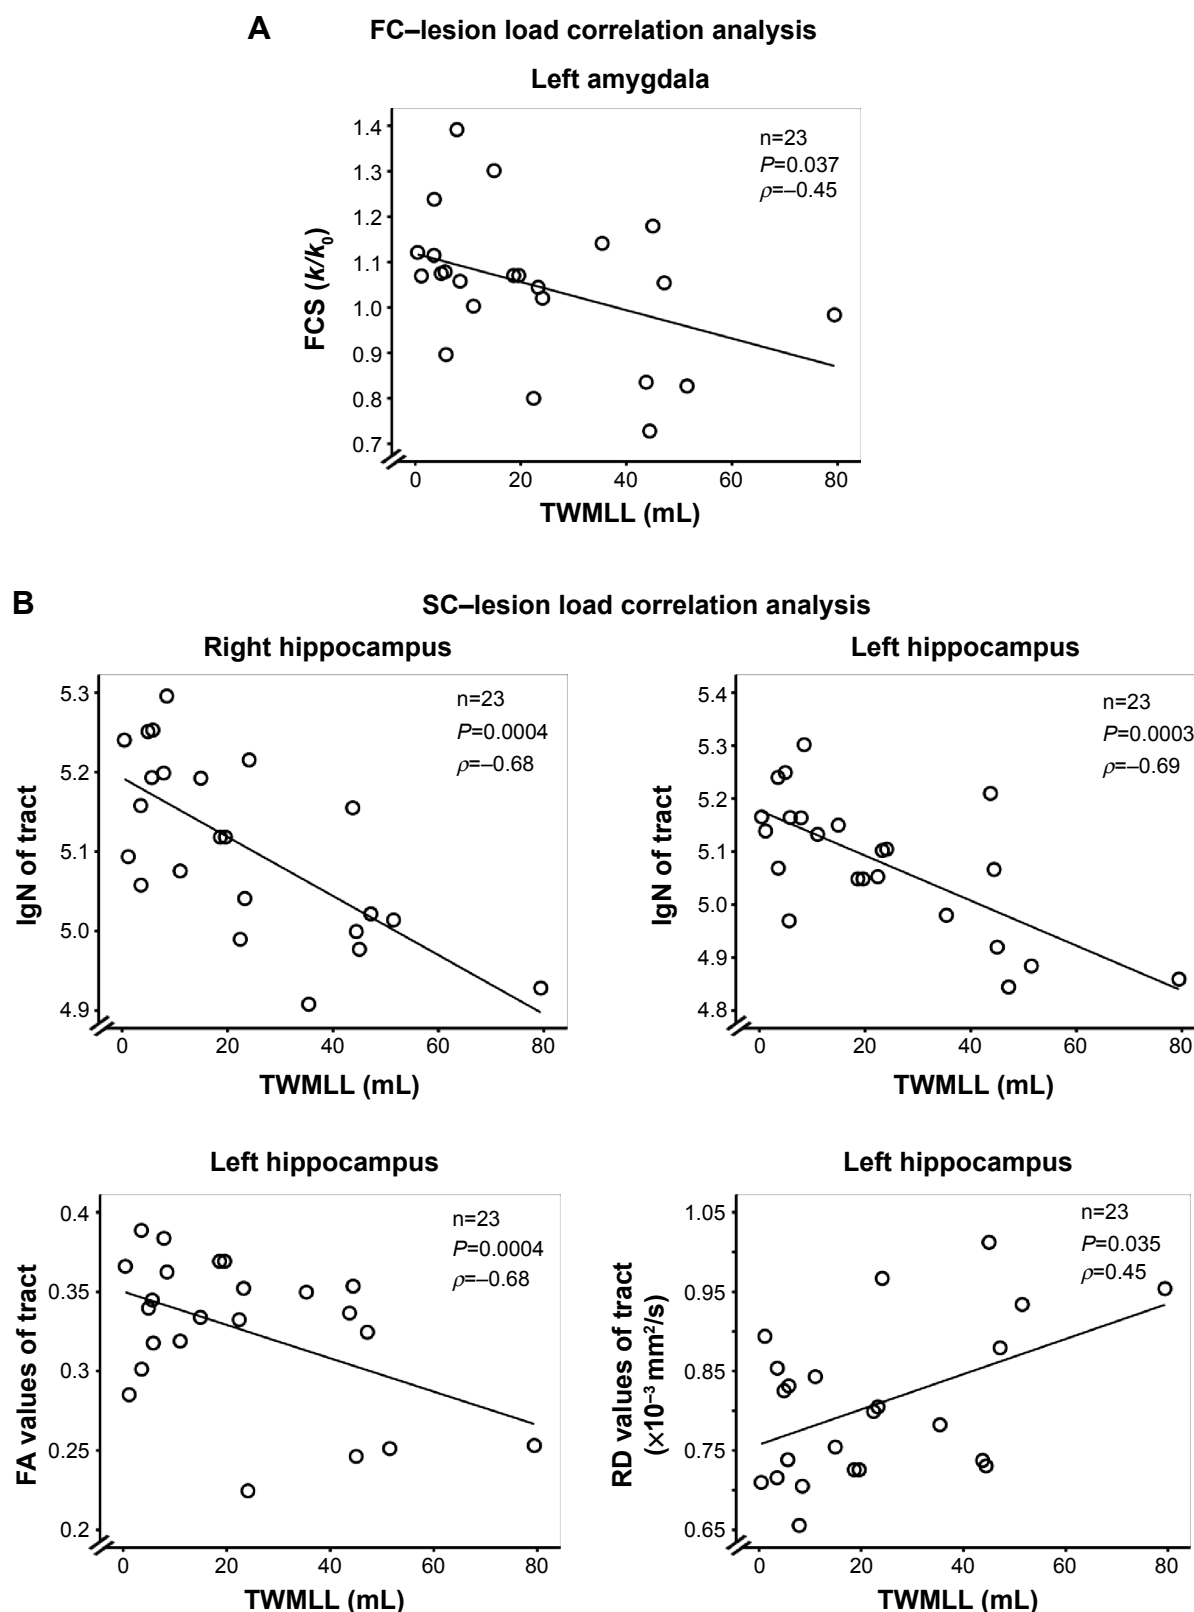 A
FC–lesion load correlation analysis
Left amygdala
n=23
P=0.037
ρ=–0.45
FCS (k/k₀)
1.4
1.3
1.2
1.1
1.0
0.9
0.8
0.7
0 20 40 60 80
TWMLL (mL)
B
SC–lesion load correlation analysis
Right hippocampus
n=23
P=0.0004
ρ=–0.68
IgN of tract
5.3
5.2
5.1
5.0
4.9
0 20 40 60 80
TWMLL (mL)
Left hippocampus
n=23
P=0.0003
ρ=–0.69
IgN of tract
5.4
5.3
5.2
5.1
5.0
4.9
4.8
0 20 40 60 80
TWMLL (mL)
Left hippocampus
n=23
P=0.0004
ρ=–0.68
FA values of tract
0.4
0.35
0.3
0.25
0.2
0 20 40 60 80
TWMLL (mL)
Left hippocampus
n=23
P=0.035
ρ=0.45
RD values of tract
(×10⁻³ mm²/s)
1.05
0.95
0.85
0.75
0.65
0 20 40 60 80
TWMLL (mL)